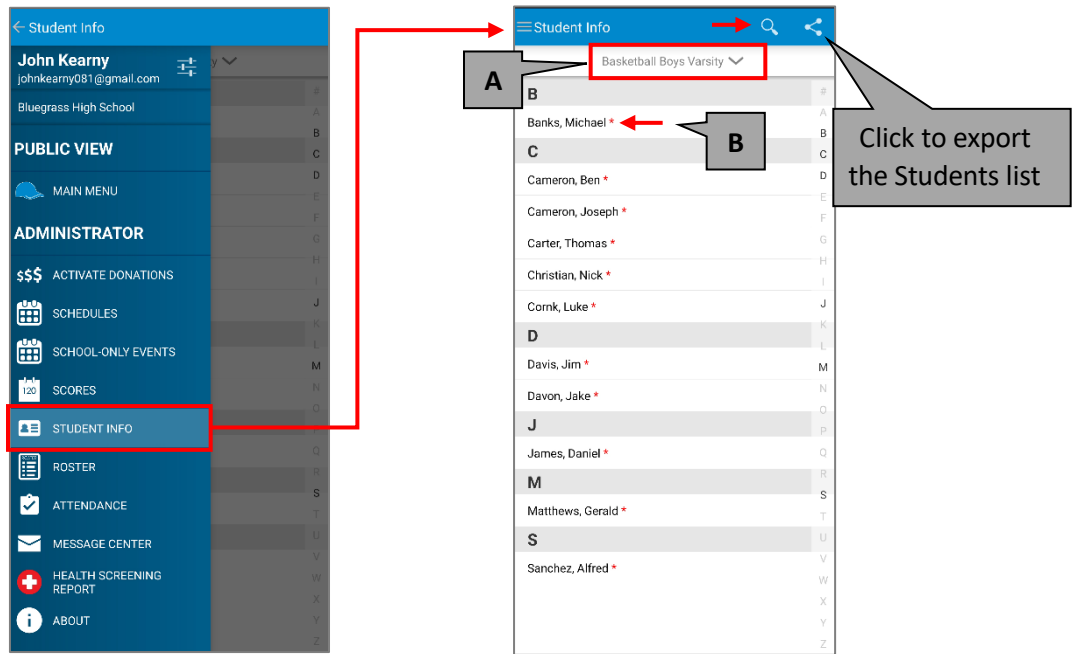 Student Info
John Kearny
johnkearny081@gmail.com
y
Bluegrass High School
PUBLIC VIEW
MAIN MENU
ADMINISTRATOR
$$$ ACTIVATE DONATIONS
SCHEDULES
SCHOOL-ONLY EVENTS
120 SCORES
STUDENT INFO
ROSTER
ATTENDANCE
MESSAGE CENTER
HEALTH SCREENING
REPORT
i ABOUT
#
A
B
C
D
E
F
G
H
I
J
K
L
M
N
O
Q
R
S
T
U
V
W
X
Y
Z
Student Info
A
Basketball Boys Varsity
B
Banks, Michael *
B
C
Cameron, Ben *
Cameron, Joseph *
Carter, Thomas *
Christian, Nick *
Cornk, Luke *
D
Davis, Jim *
Davon, Jake *
J
James, Daniel *
M
Matthews, Gerald *
S
Sanchez, Alfred *
#
A
B
C
D
E
F
G
H
I
J
K
L
M
N
O
P
Q
R
S
T
U
V
W
X
Y
Z
Click to export
the Students list